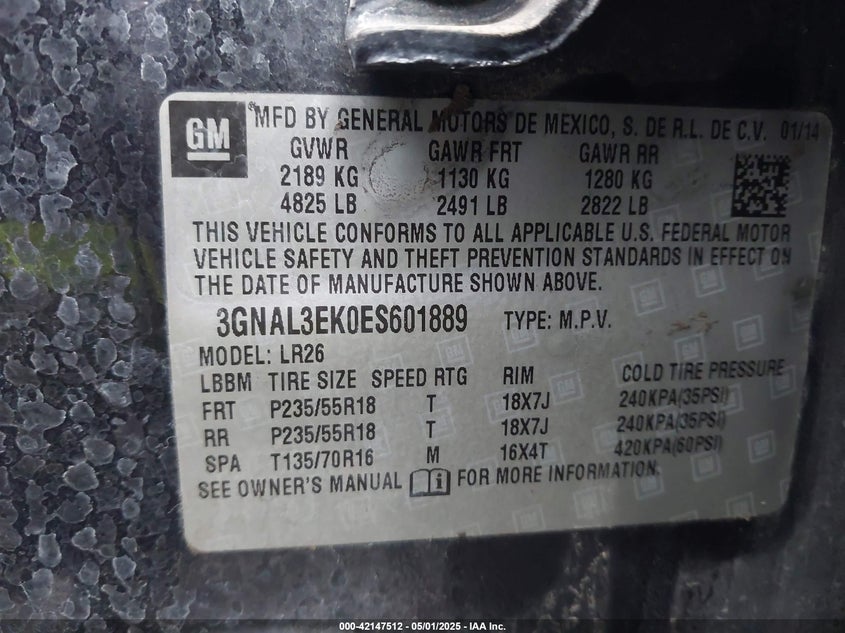 GM
®MFD BY GENERAL MOTORS DE MEXICO, S. DE R.L. DE C.V. 01/14
GVWR GAWR FRT GAWR RR
2189 KG 1130 KG 1280 KG
4825 LB 2491 LB 2822 LB
THIS VEHICLE CONFORMS TO ALL APPLICABLE U.S. FEDERAL MOTOR
VEHICLE SAFETY AND THEFT PREVENTION STANDARDS IN EFFECT ON
THE DATE OF MANUFACTURE SHOWN ABOVE.
3GNAL3EK0ES601889 TYPE: M.P.V.
MODEL: LR26
LBBM TIRE SIZE SPEED RTG RIM COLD TIRE PRESSURE
FRT P235/55R18 T 18X7J 240KPA(35PSI)
RR P235/55R18 T 18X7J 240KPA(35PSI)
SPA T135/70R16 M 16X4T 420KPA(60PSI)
SEE OWNER'S MANUAL FOR MORE INFORMATION.
000-42147512 - 05/01/2025 - IAA Inc.